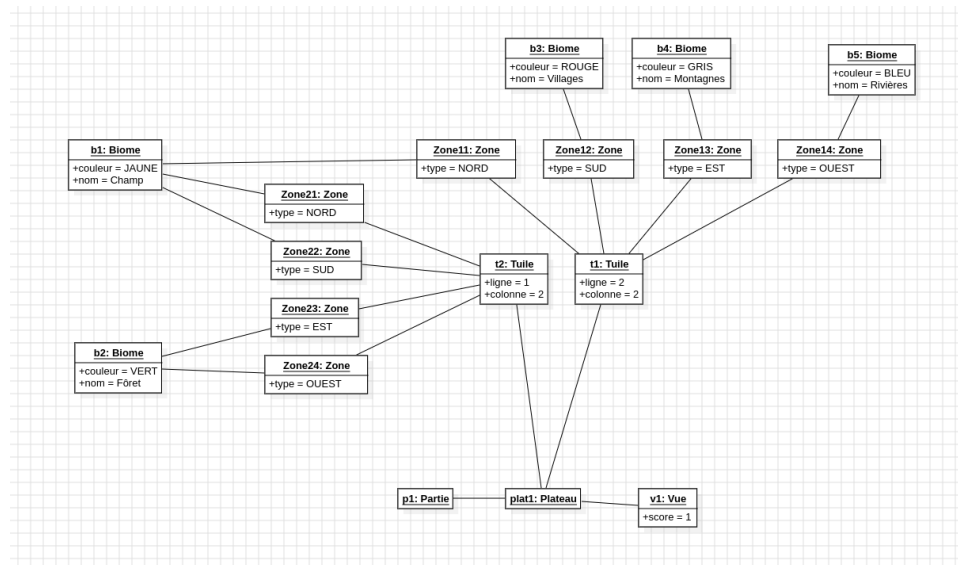 b3: Biome
+couleur = ROUGE
+nom = Villages
b4: Biome
+couleur = GRIS
+nom = Montagnes
b5: Biome
+couleur = BLEU
+nom = Rivières
b1: Biome
+couleur = JAUNE
+nom = Champ
Zone11: Zone
+type = NORD
Zone12: Zone
+type = SUD
Zone13: Zone
+type = EST
Zone14: Zone
+type = OUEST
Zone21: Zone
+type = NORD
Zone22: Zone
+type = SUD
t2: Tuile
+ligne = 1
+colonne = 2
t1: Tuile
+ligne = 2
+colonne = 2
Zone23: Zone
+type = EST
b2: Biome
+couleur = VERT
+nom = Fôret
Zone24: Zone
+type = OUEST
p1: Partie
plat1: Plateau
v1: Vue
+score = 1